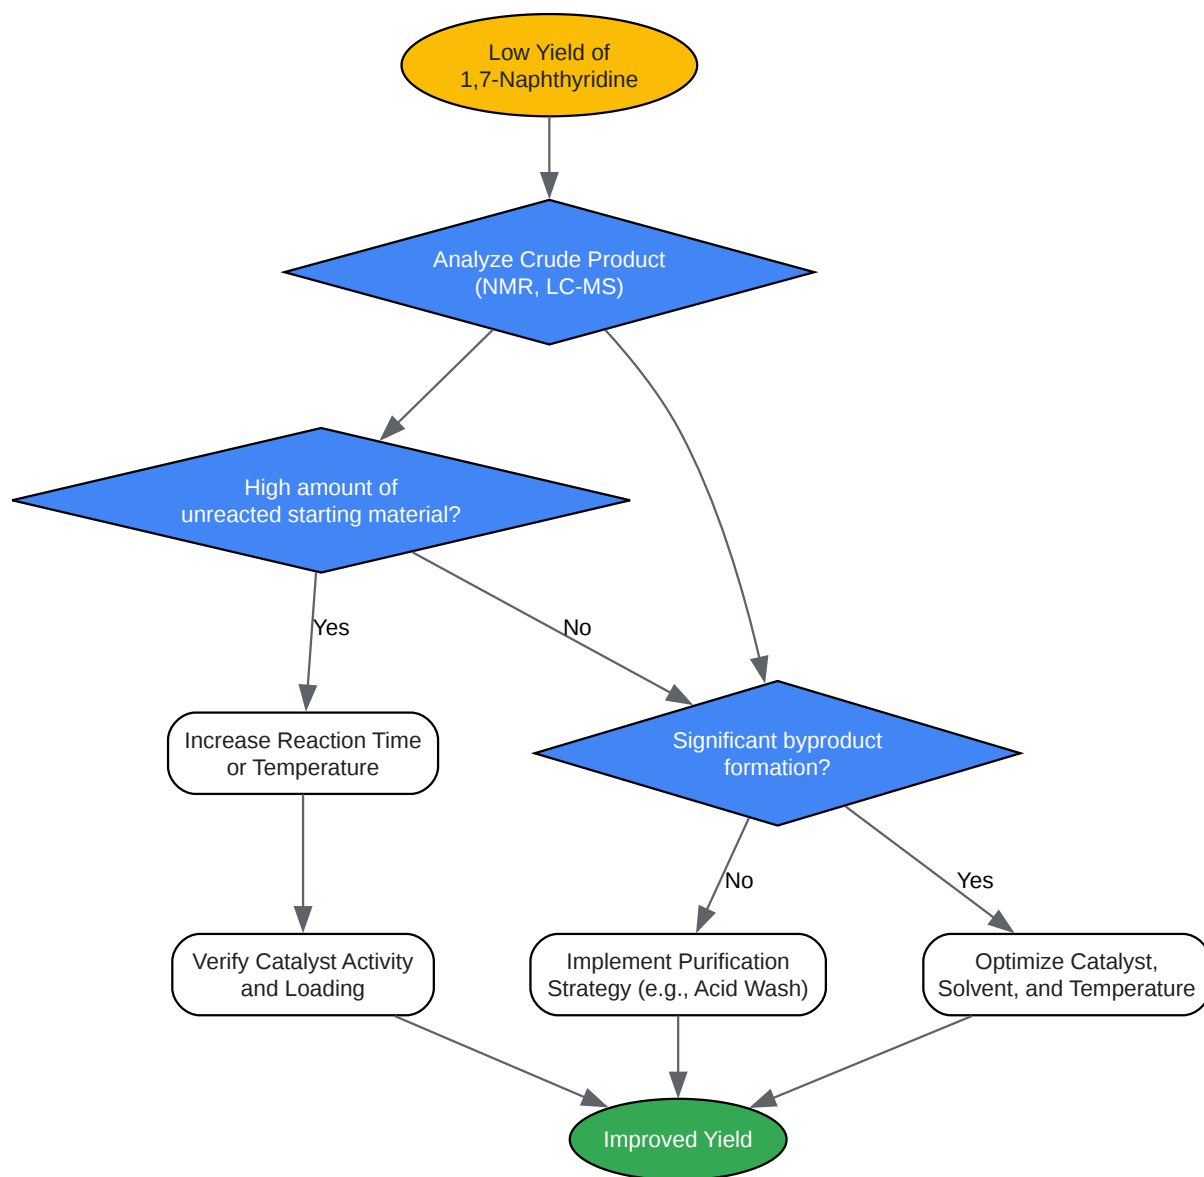 Low Yield of
1,7-Naphthyridine
Analyze Crude Product
(NMR, LC-MS)
High amount of
unreacted starting material?
Yes
No
Increase Reaction Time
or Temperature
Significant byproduct
formation?
No
Yes
Verify Catalyst Activity
and Loading
Implement Purification
Strategy (e.g., Acid Wash)
Optimize Catalyst,
Solvent, and Temperature
Improved Yield